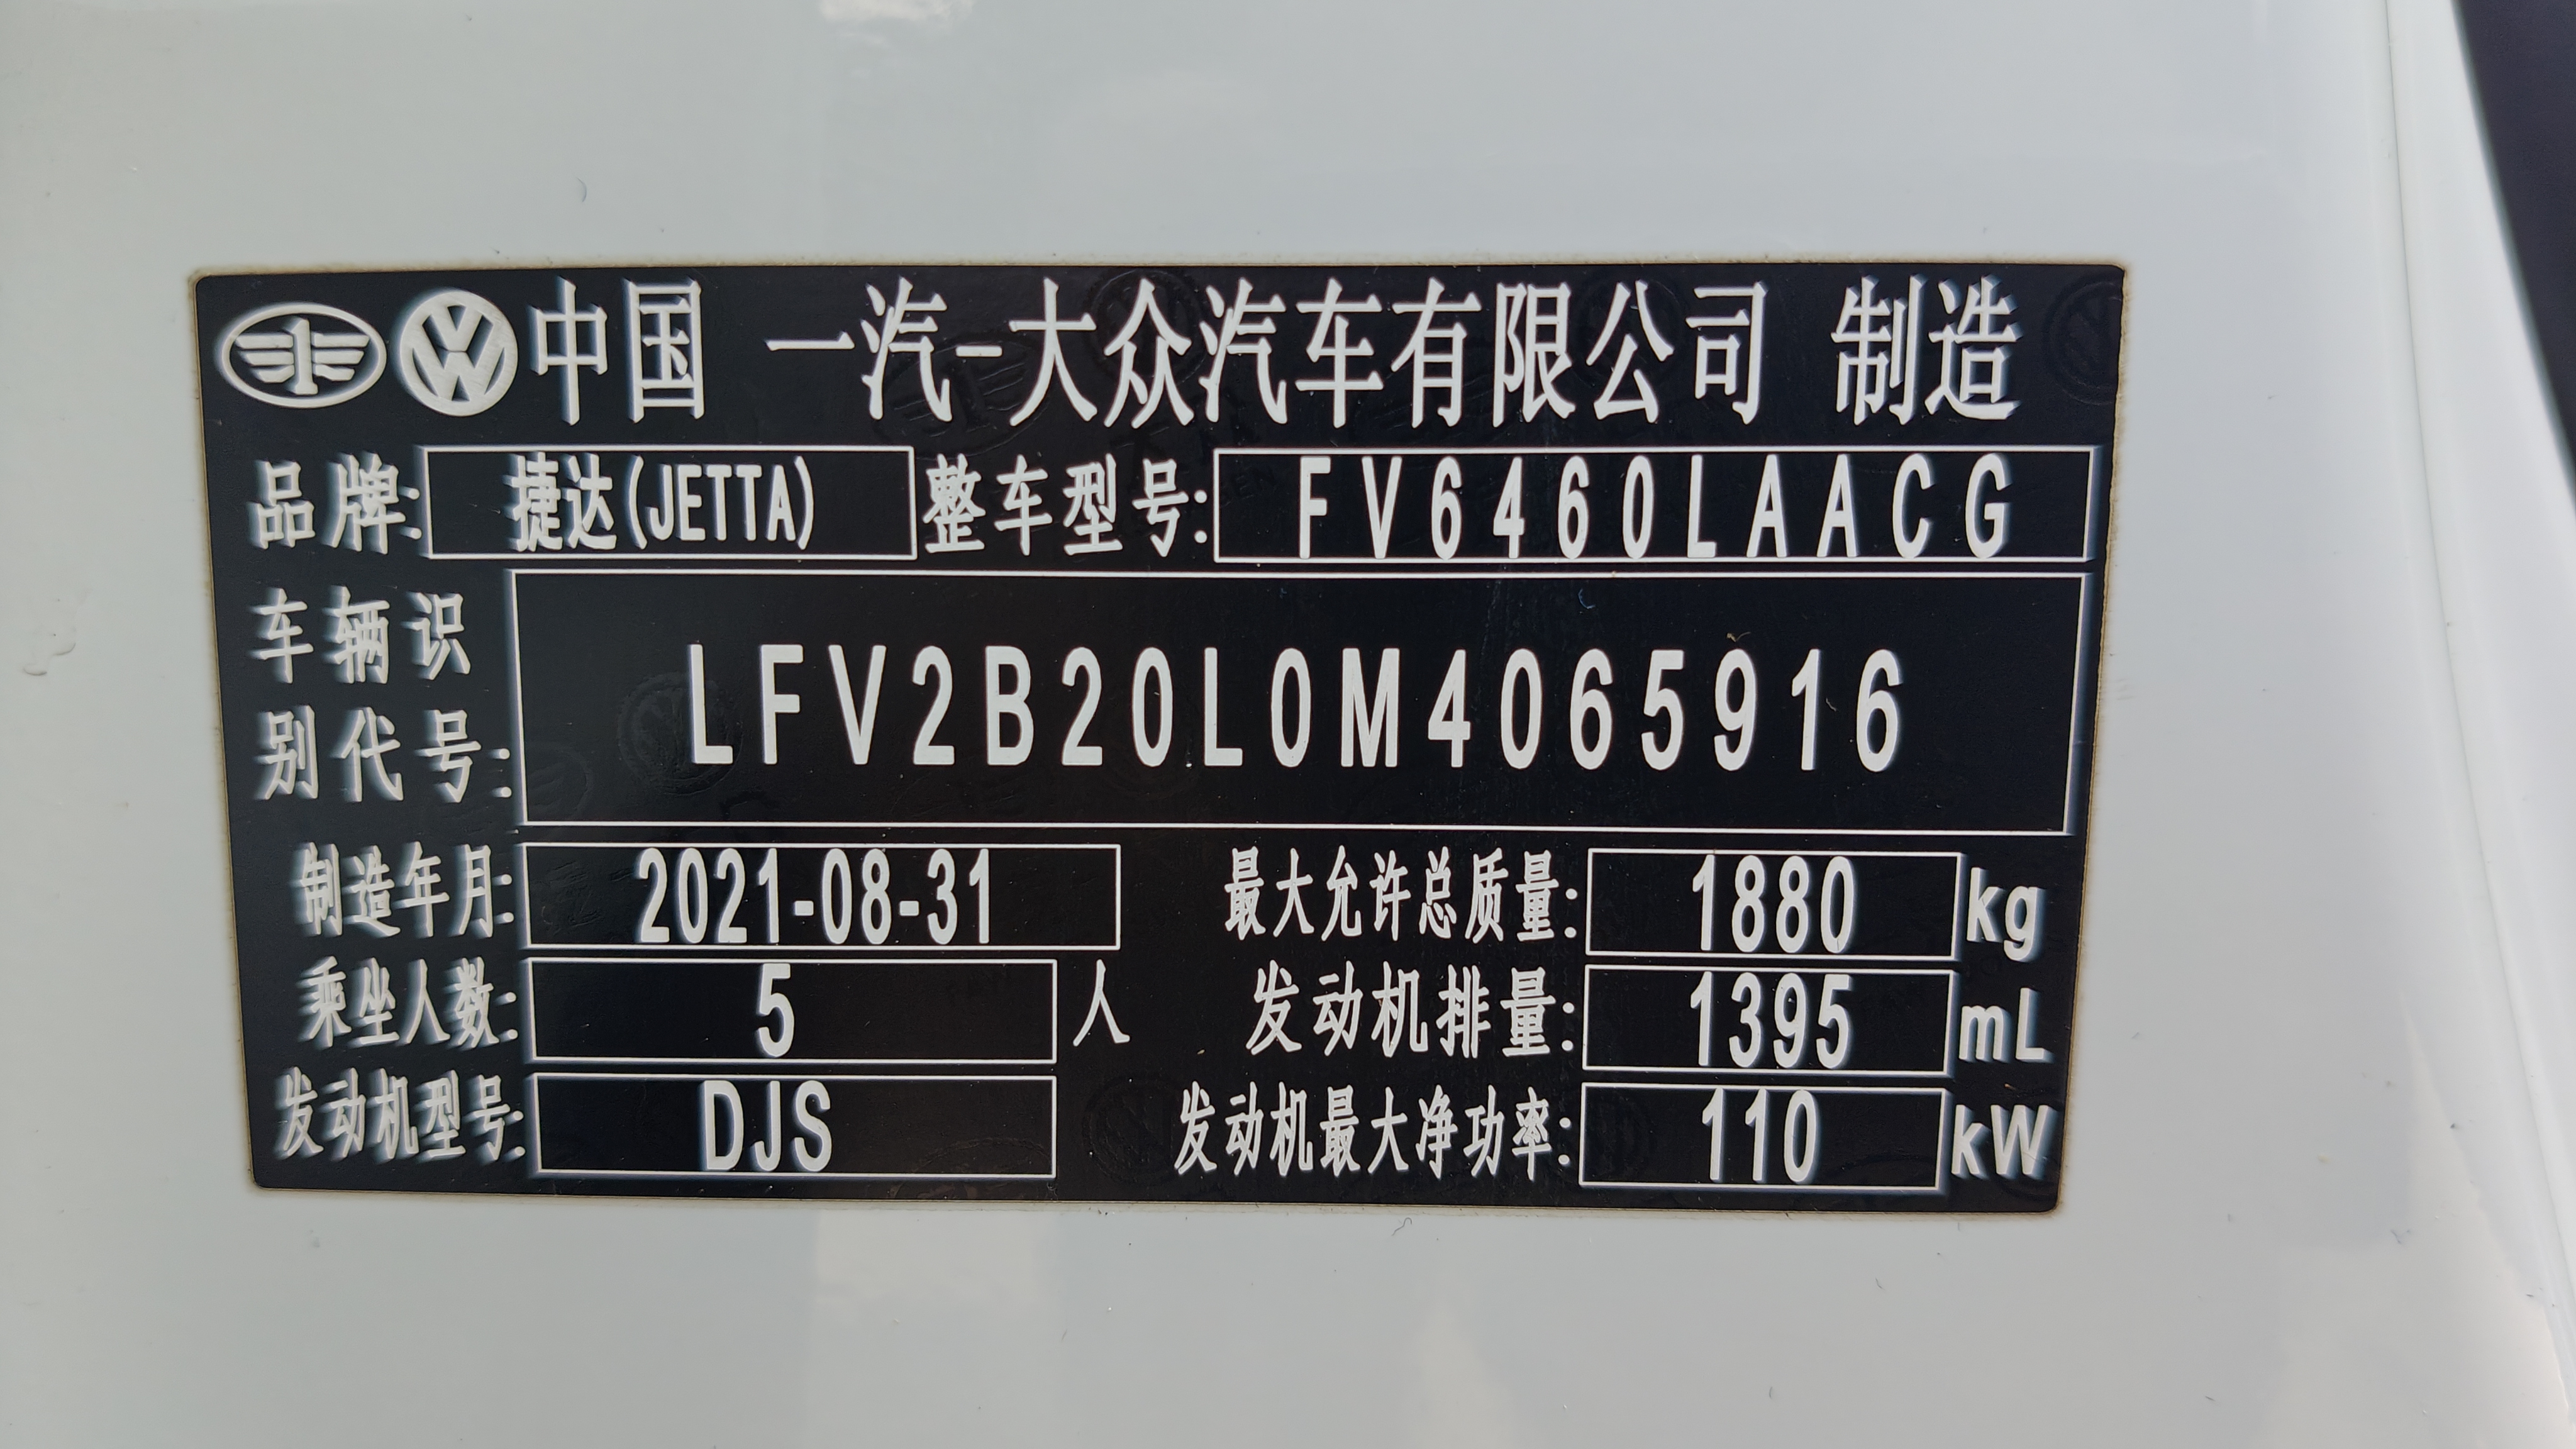 中国 一汽-大众汽车有限公司 制造
品牌: 捷达(JETTA) 整车型号: FV6460LAACG
车辆识
别代号: LFV2B20L0M4065916
制造年月: 2021-08-31 最大允许总质量: 1880 kg
乘坐人数: 5 人 发动机排量: 1395 mL
发动机型号: DJS 发动机最大净功率: 110 kW